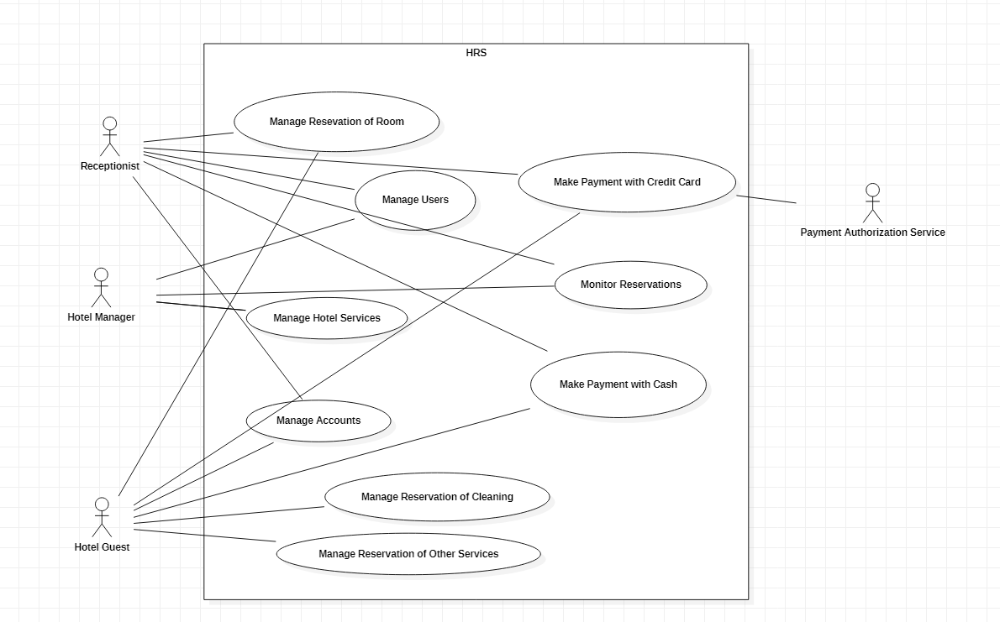 HRS
Manage Resevation of Room
Receptionist
Make Payment with Credit Card
Manage Users
Payment Authorization Service
Monitor Reservations
Hotel Manager
Manage Hotel Services
Make Payment with Cash
Manage Accounts
Manage Reservation of Cleaning
Hotel Guest
Manage Reservation of Other Services